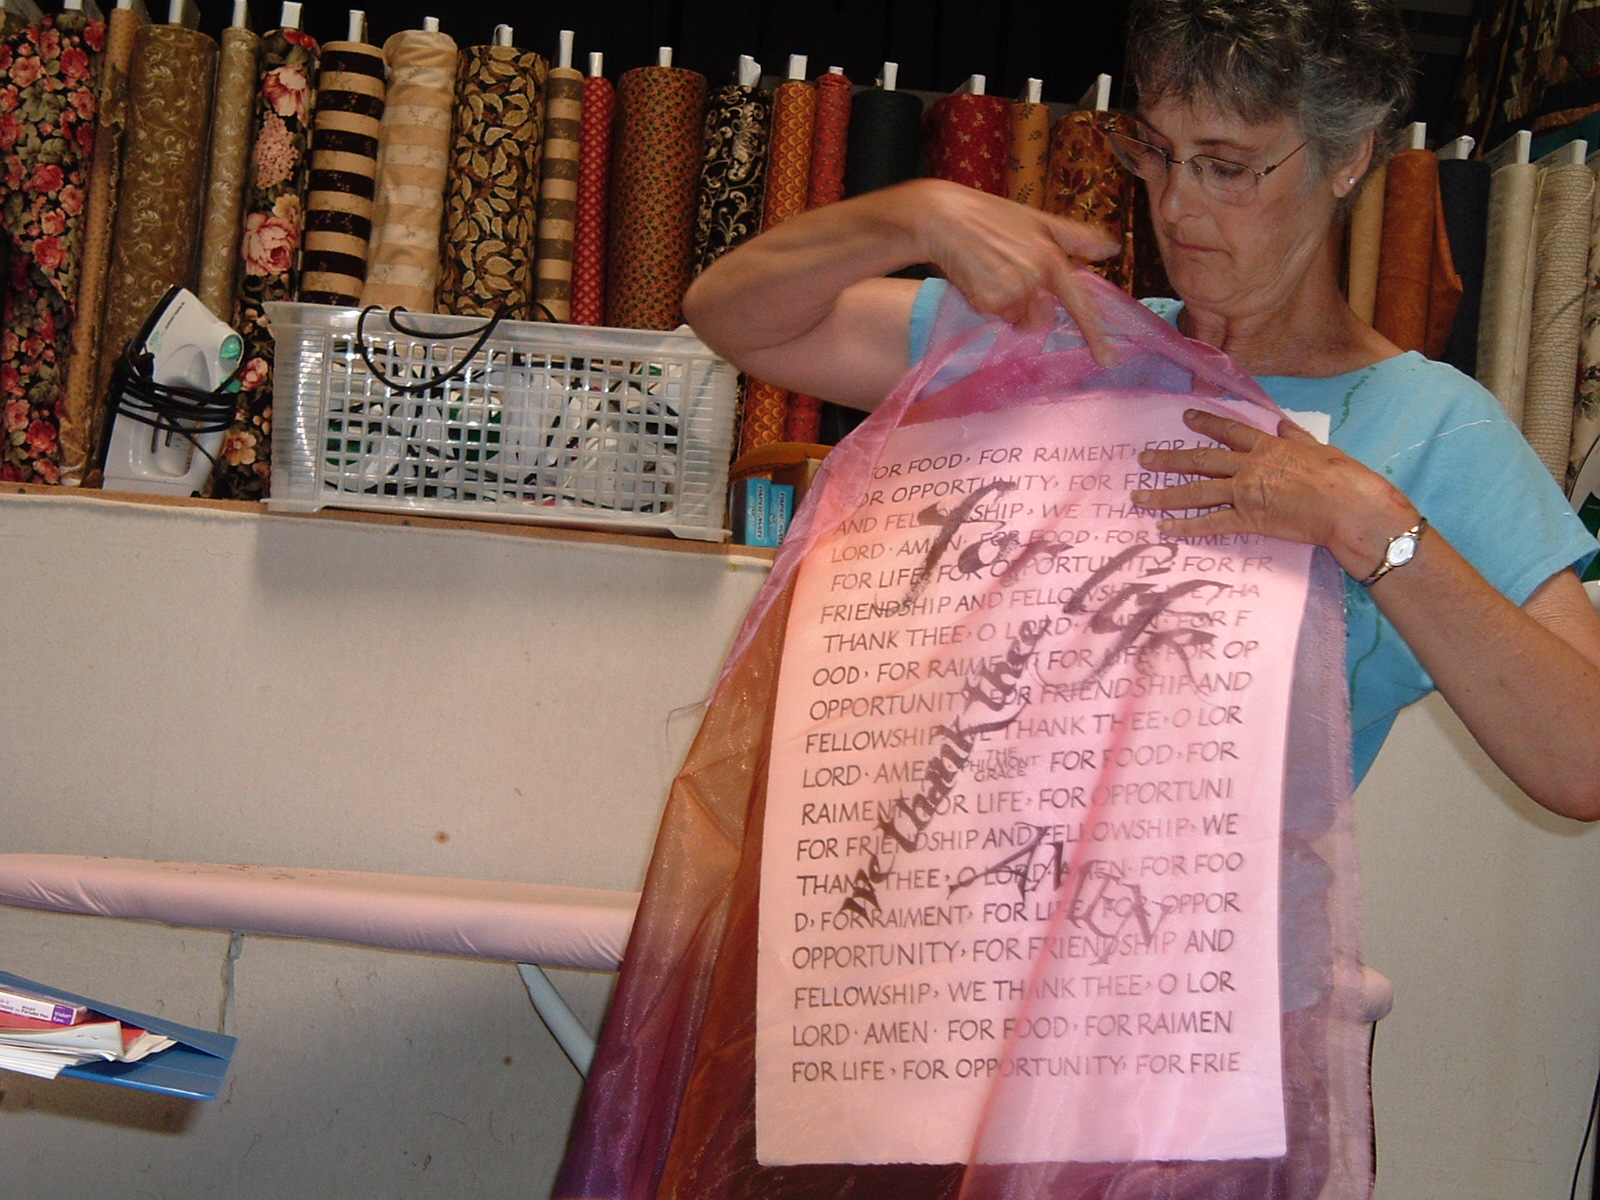 FOR FOOD, FOR RAIMENT, FOR
FOR OPPORTUNITY, FOR FRIEND
AND FELLOWSHIP, WE THANK THEE
LORD · AMEN · FOR FOOD, FOR RAIMENT
FOR LIFE, FOR OPPORTUNITY, FOR FR
FRIENDSHIP AND FELLOWSHIP WE THA
THANK THEE, O LORD · AMEN · FOR F
OOD, FOR RAIMENT FOR LIFE FOR OP
OPPORTUNITY FOR FRIENDSHIP AND
FELLOWSHIP, WE THANK THEE, O LOR
LORD · AMEN FOR FOOD, FOR
RAIMENT, FOR LIFE, FOR OPPORTUNI
FOR FRIENDSHIP AND FELLOWSHIP, WE
THANK THEE, O LORD · AMEN · FOR FOO
D, FOR RAIMENT, FOR LIFE, FOR OPPOR
OPPORTUNITY, FOR FRIENDSHIP AND
FELLOWSHIP, WE THANK THEE, O LOR
LORD · AMEN · FOR FOOD, FOR RAIMEN
FOR LIFE, FOR OPPORTUNITY, FOR FRIE
for life
we thank thee
THE
PHILMONT
GRACE
AMEN